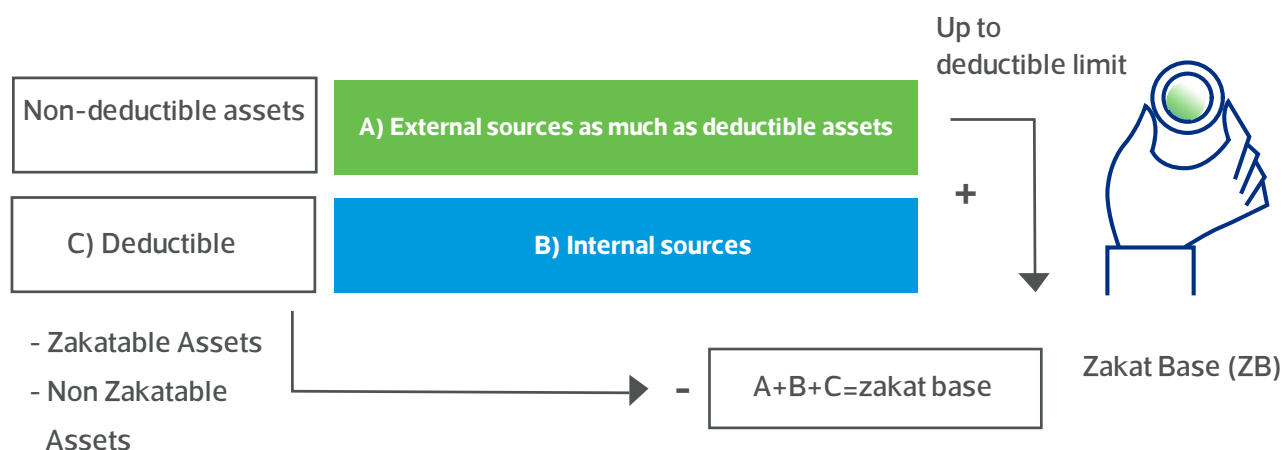 Up to
deductible limit
Non-deductible assets
A) External sources as much as deductible assets
+
C) Deductible
B) Internal sources
- Zakatable Assets
- Non Zakatable
Assets
-
A+B+C=zakat base
Zakat Base (ZB)